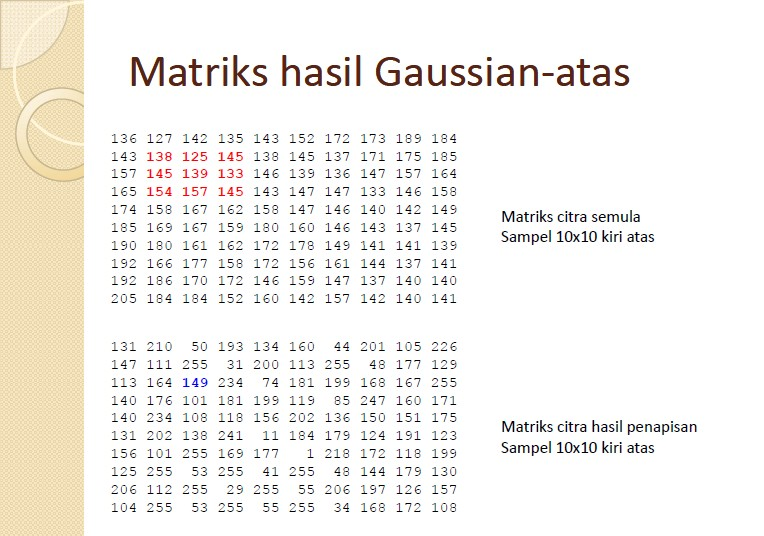 Matriks hasil Gaussian-atas
136 127 142 135 143 152 172 173 189 184
143 138 125 145 138 145 137 171 175 185
157 145 139 133 146 139 136 147 157 164
165 154 157 145 143 147 147 133 146 158
174 158 167 162 158 147 146 140 142 149
185 169 167 159 180 160 146 143 137 145
190 180 161 162 172 178 149 141 141 139
192 166 177 158 172 156 161 144 137 141
192 186 170 172 146 159 147 137 140 140
205 184 184 152 160 142 157 142 140 141
Matriks citra semula
Sampel 10x10 kiri atas
131 210 50 193 134 160 44 201 105 226
147 111 255 31 200 113 255 48 177 129
113 164 149 234 74 181 199 168 167 255
140 176 101 181 199 119 85 247 160 171
140 234 108 118 156 202 136 150 151 175
131 202 138 241 11 184 179 124 191 123
156 101 255 169 177 1 218 172 118 199
125 255 53 255 41 255 48 144 179 130
206 112 255 29 255 55 206 197 126 157
104 255 53 255 55 255 34 168 172 108
Matriks citra hasil penapisan
Sampel 10x10 kiri atas